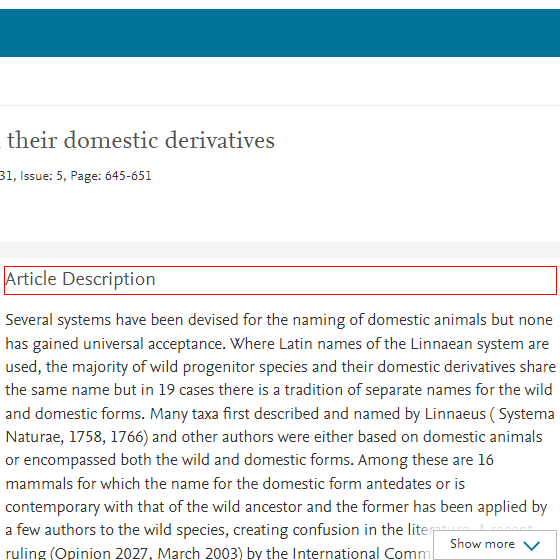 their domestic derivatives
31, Issue: 5, Page: 645-651
Article Description
Several systems have been devised for the naming of domestic animals but none
has gained universal acceptance. Where Latin names of the Linnaean system are
used, the majority of wild progenitor species and their domestic derivatives share
the same name but in 19 cases there is a tradition of separate names for the wild
and domestic forms. Many taxa first described and named by Linnaeus ( Systema
Naturae, 1758, 1766) and other authors were either based on domestic animals
or encompassed both the wild and domestic forms. Among these are 16
mammals for which the name for the domestic form antedates or is
contemporary with that of the wild ancestor and the former has been applied by
a few authors to the wild species, creating confusion in the literature. A recent
ruling (Opinion 2027, March 2003) by the International Comm
Show more